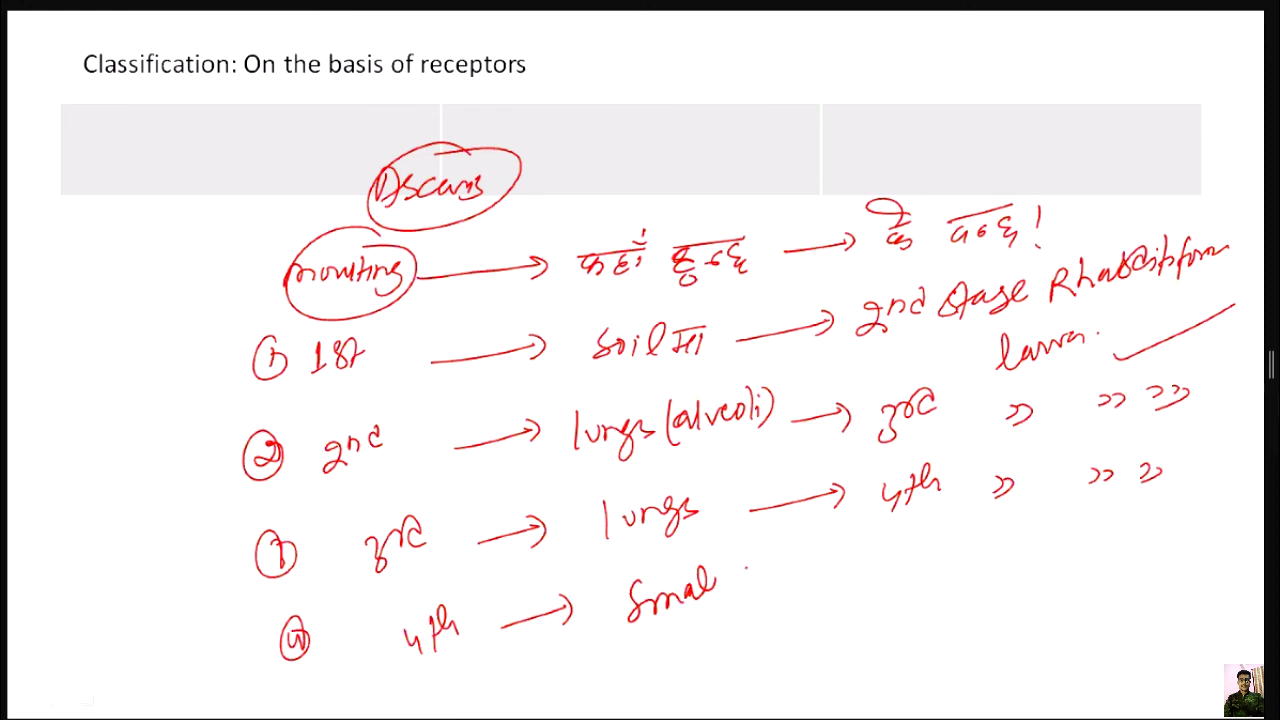 Classification: On the basis of receptors
Ascaris
moulting → कहाँ हुई → के बाद!
① 1st → soil मा → 2nd stage Rhabditiform larva.
② 2nd → lungs (alveoli) → 3rd " " "
③ 3rd → lungs → 4th " " "
④ 4th → Smal